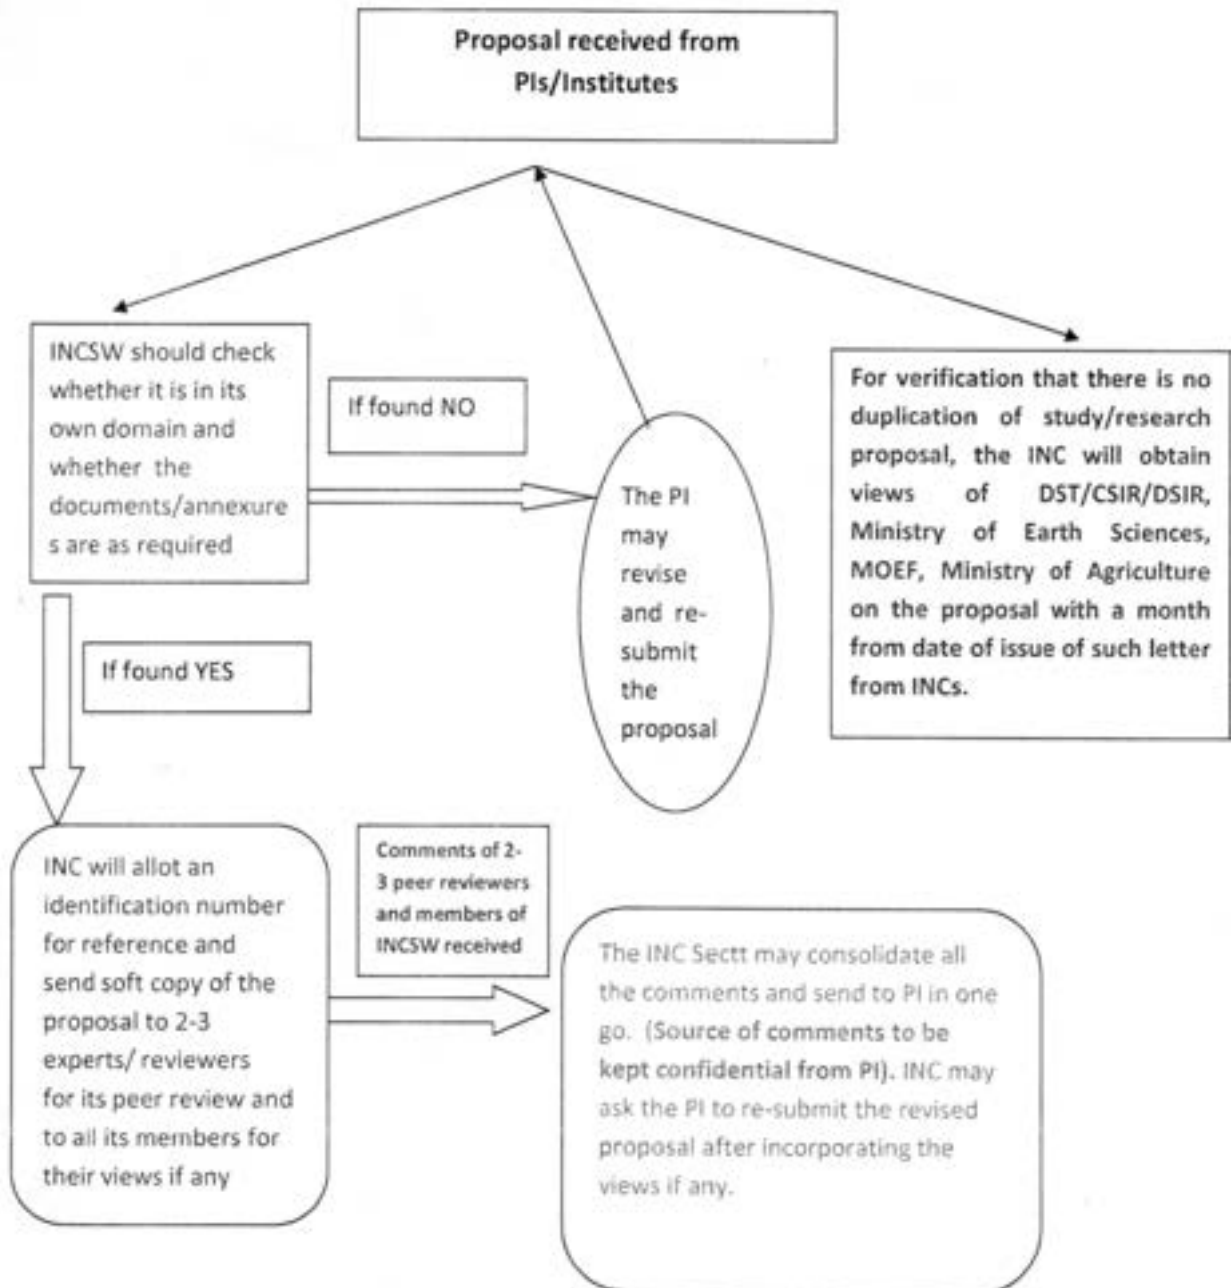 Proposal received from
PIs/Institutes
INCSW should check
whether it is in its
own domain and
whether the
documents/annexure
s are as required
If found NO
The PI
may
revise
and re-
submit
the
proposal
For verification that there is no
duplication of study/research
proposal, the INC will obtain
views of DST/CSIR/DSIR,
Ministry of Earth Sciences,
MOEF, Ministry of Agriculture
on the proposal with a month
from date of issue of such letter
from INCs.
If found YES
INC will allot an
identification number
for reference and
send soft copy of the
proposal to 2-3
experts/ reviewers
for its peer review and
to all its members for
their views if any
Comments of 2-
3 peer reviewers
and members of
INCSW received
The INC Sectt may consolidate all
the comments and send to PI in one
go. (Source of comments to be
kept confidential from PI). INC may
ask the PI to re-submit the revised
proposal after incorporating the
views if any.